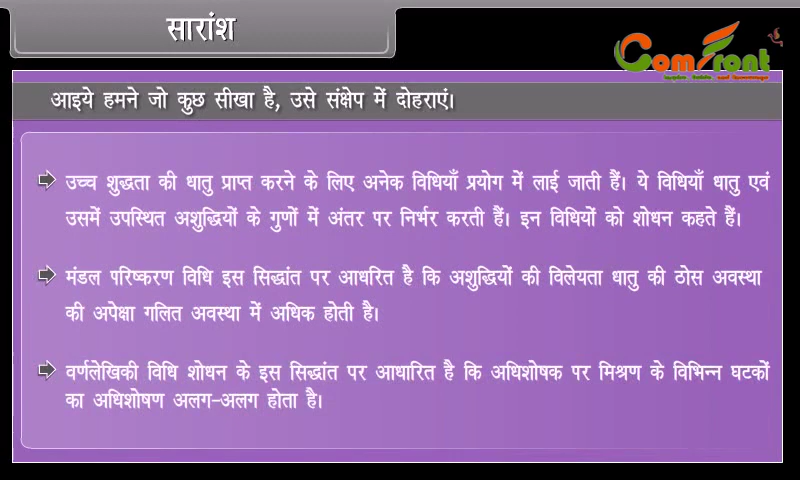 सारांश
ComFront
आइये हमने जो कुछ सीखा है, उसे संक्षेप में दोहराएं।
उच्च शुद्धता की धातु प्राप्त करने के लिए अनेक विधियाँ प्रयोग में लाई जाती हैं। ये विधियाँ धातु एवं
उसमें उपस्थित अशुद्धियों के गुणों में अंतर पर निर्भर करती हैं। इन विधियों को शोधन कहते हैं।
मंडल परिष्करण विधि इस सिद्धांत पर आधरित है कि अशुद्धियों की विलेयता धातु की ठोस अवस्था
की अपेक्षा गलित अवस्था में अधिक होती है।
वर्णलेखिकी विधि शोधन के इस सिद्धांत पर आधारित है कि अधिशोषक पर मिश्रण के विभिन्न घटकों
का अधिशोषण अलग-अलग होता है।